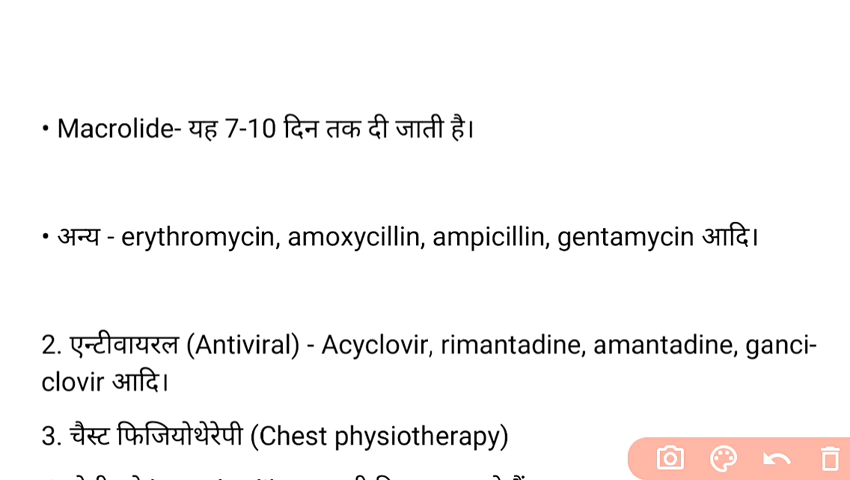 • Macrolide- यह 7-10 दिन तक दी जाती है।
• अन्य - erythromycin, amoxycillin, ampicillin, gentamycin आदि।
2. एन्टीवायरल (Antiviral) - Acyclovir, rimantadine, amantadine, ganci-
clovir आदि।
3. चैस्ट फिजियोथेरेपी (Chest physiotherapy)